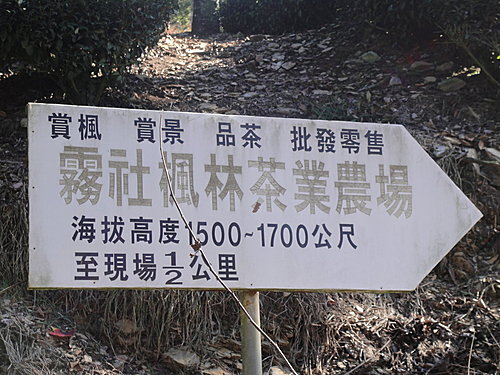 賞楓 賞景 品茶 批發零售
霧社楓林茶業農場
海拔高度1500~1700公尺
至現場½公里